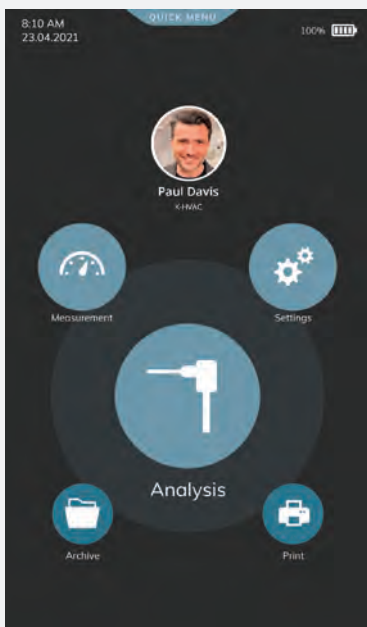 QUICK MENU
8:10 AM
23.04.2021
100%
Paul Davis
K-HVAC
Measurement
Settings
Analysis
Archive
Print